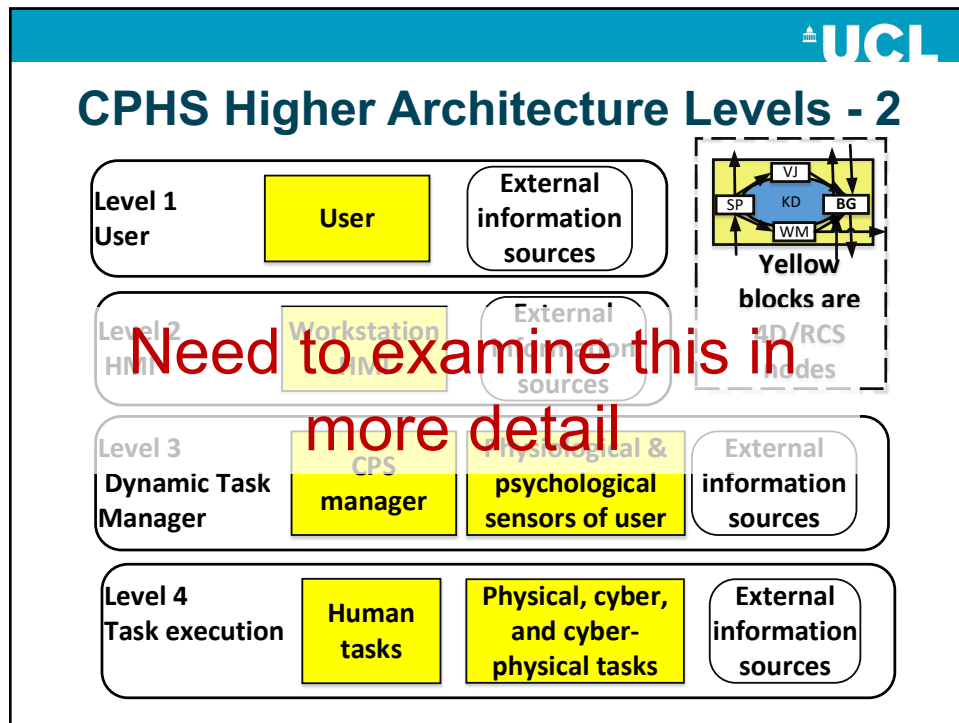 UCL
CPHS Higher Architecture Levels - 2
Level 1
User
User
External
information
sources
VJ
SP
KD
BG
WM
Yellow
blocks are
4D/RCS
nodes
Level 2
HMI
Workstation
HMI
External
information
sources
Need to examine this in
more detail
Level 3
Dynamic Task
Manager
CPS
manager
Physiological &
psychological
sensors of user
External
information
sources
Level 4
Task execution
Human
tasks
Physical, cyber,
and cyber-
physical tasks
External
information
sources